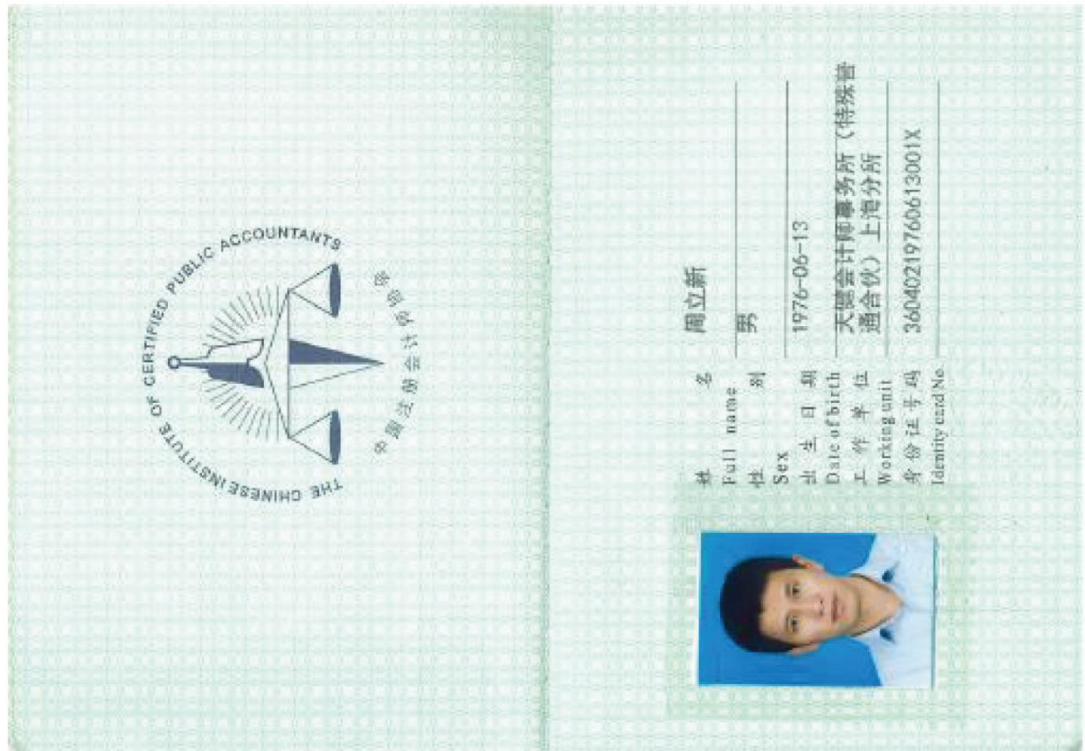 THE CHINESE INSTITUTE OF CERTIFIED PUBLIC ACCOUNTANTS
中国注册会计师协会
姓 名 周立新
Full name
性 别 男
Sex
出 生 日 期 1976-06-13
Date of birth
工 作 单 位 天健会计师事务所（特殊普
通合伙）上海分所
Working unit
身 份 证 号 码 36040219760613001X
Identity card No.